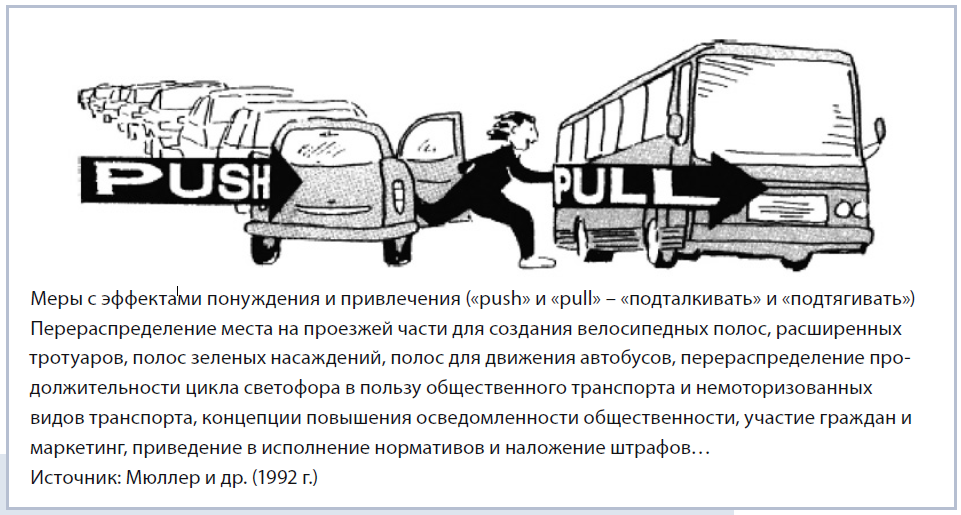 PUSH PULL
Меры с эффектами понуждения и привлечения («push» и «pull» – «подталкивать» и «подтягивать»)
Перераспределение места на проезжей части для создания велосипедных полос, расширенных
тротуаров, полос зеленых насаждений, полос для движения автобусов, перераспределение про-
должительности цикла светофора в пользу общественного транспорта и немоторизованных
видов транспорта, концепции повышения осведомленности общественности, участие граждан и
маркетинг, приведение в исполнение нормативов и наложение штрафов…
Источник: Мюллер и др. (1992 г.)